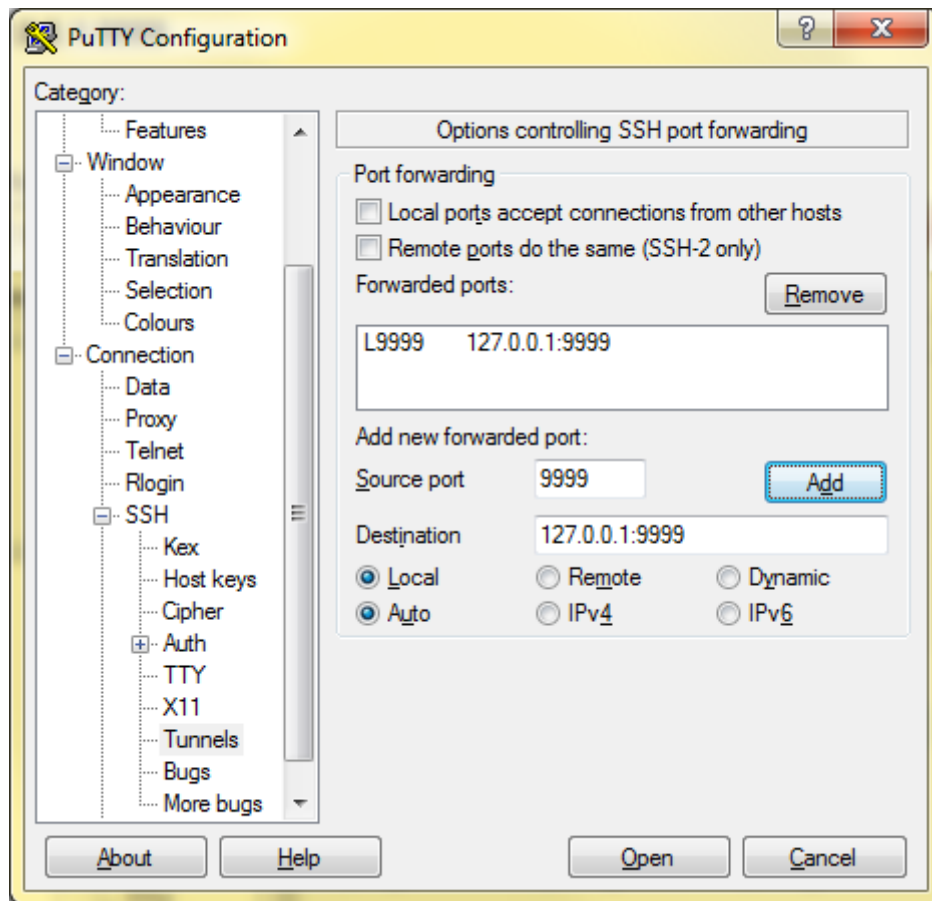 PuTTY Configuration
Category:
Features
Window
Appearance
Behaviour
Translation
Selection
Colours
Connection
Data
Proxy
Telnet
Rlogin
SSH
Kex
Host keys
Cipher
Auth
TTY
X11
Tunnels
Bugs
More bugs
Options controlling SSH port forwarding
Port forwarding
Local ports accept connections from other hosts
Remote ports do the same (SSH-2 only)
Forwarded ports:
Remove
L9999 127.0.0.1:9999
Add new forwarded port:
Source port 9999 Add
Destination 127.0.0.1:9999
Local Remote Dynamic
Auto IPv4 IPv6
About Help Open Cancel